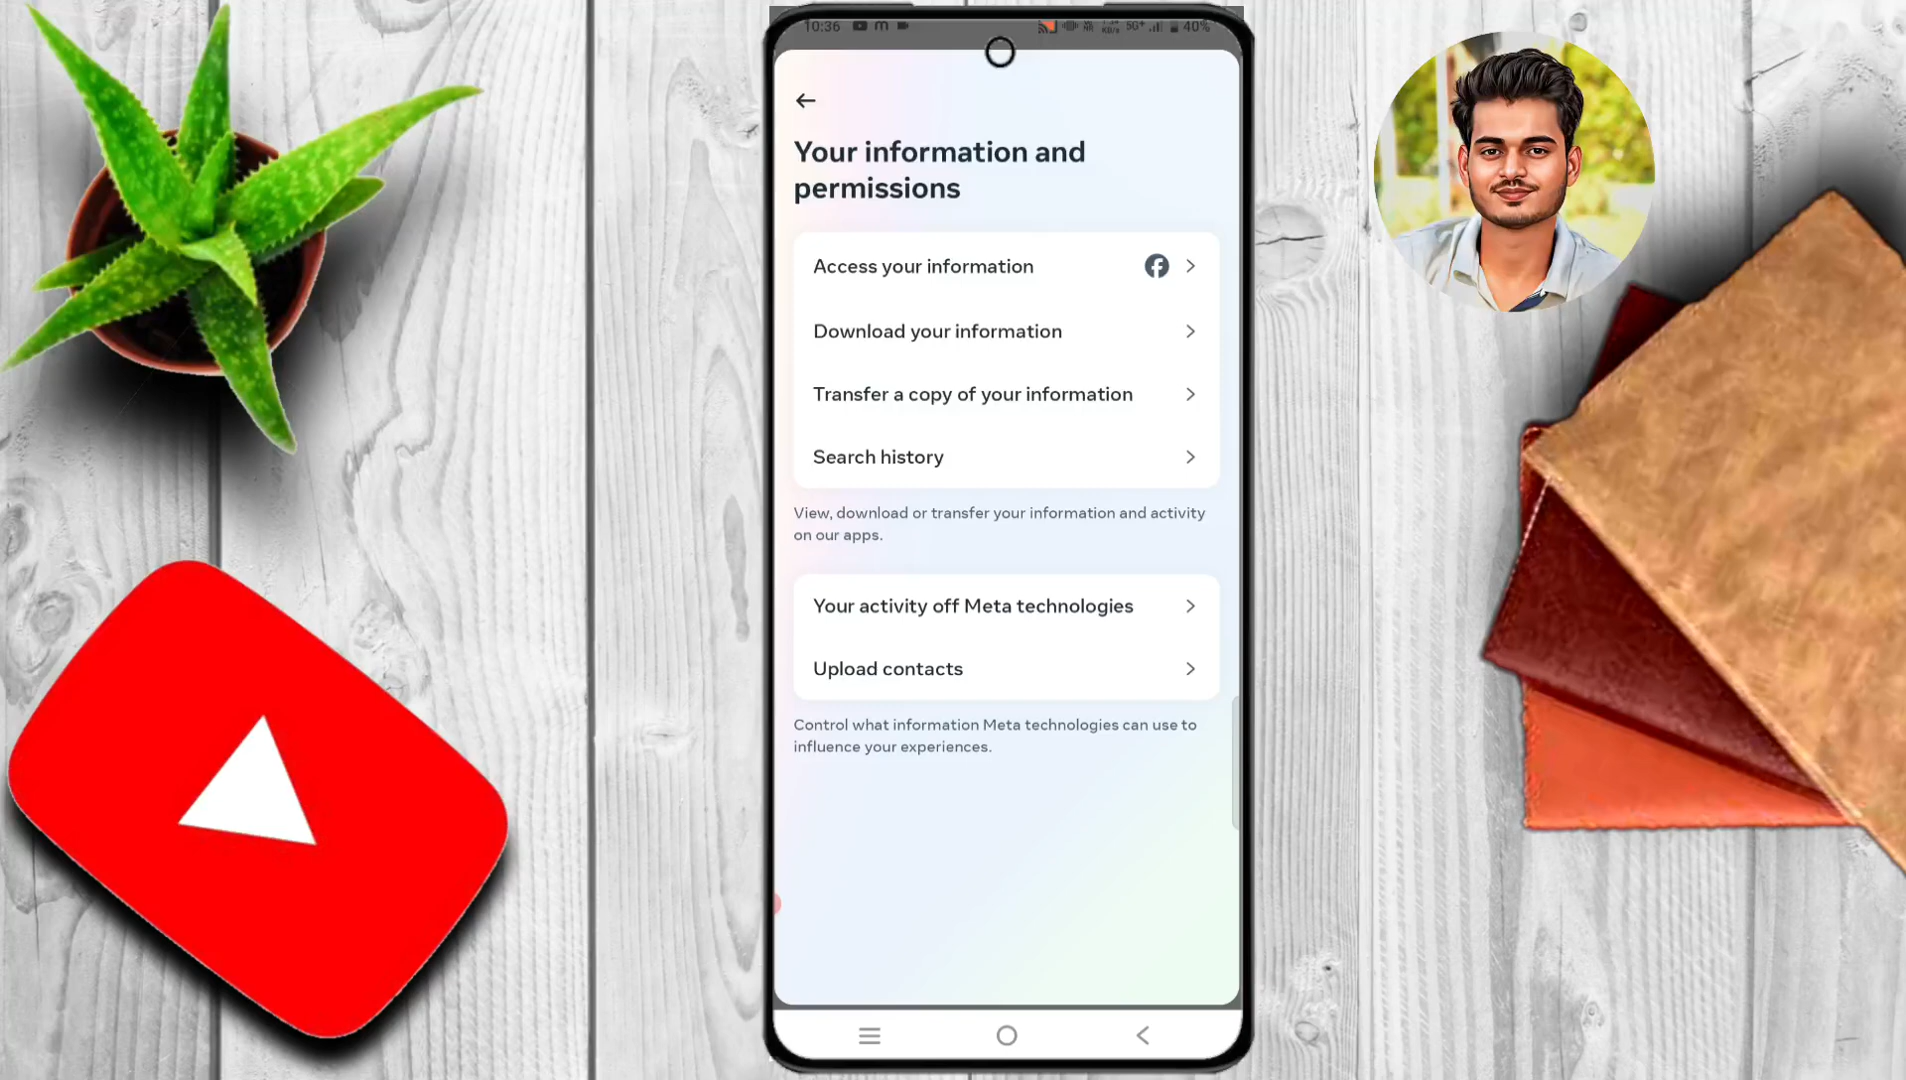 10:36 5G+ 40%
Your information and
permissions
Access your information
Download your information
Transfer a copy of your information
Search history
View, download or transfer your information and activity
on our apps.
Your activity off Meta technologies
Upload contacts
Control what information Meta technologies can use to
influence your experiences.